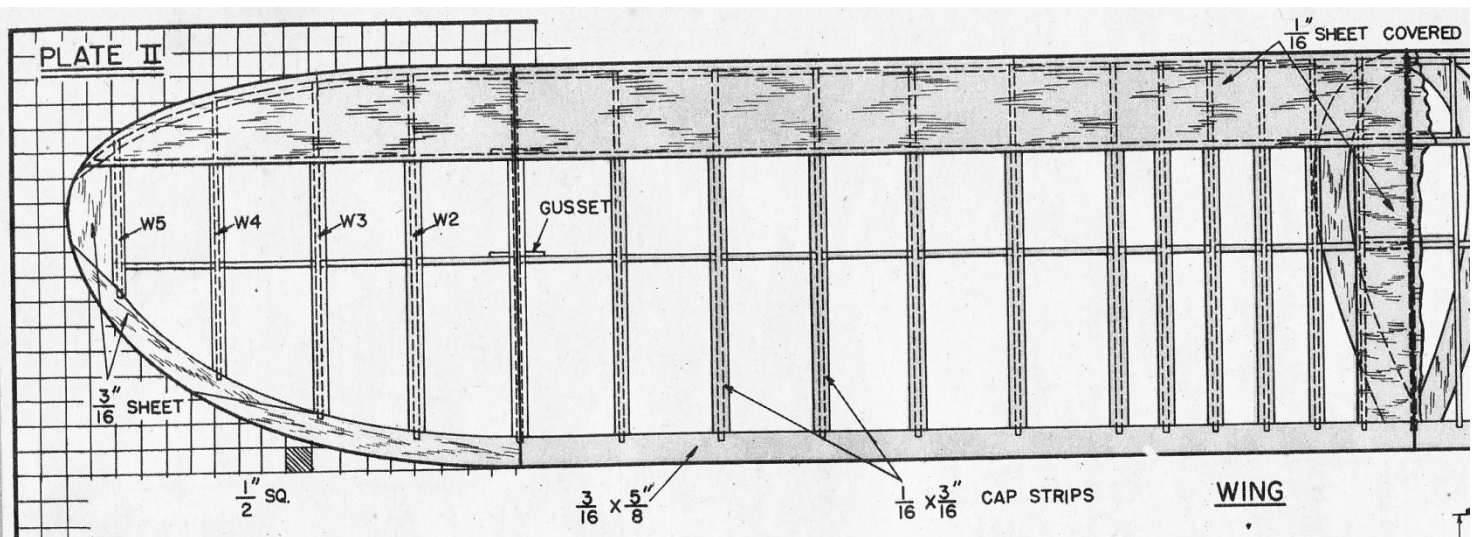 PLATE II
1/16" SHEET COVERED
W5
W4
W3
W2
GUSSET
3/16" SHEET
1/2" SQ.
3/16 x 5/8"
1/16 x 3/16" CAP STRIPS
WING